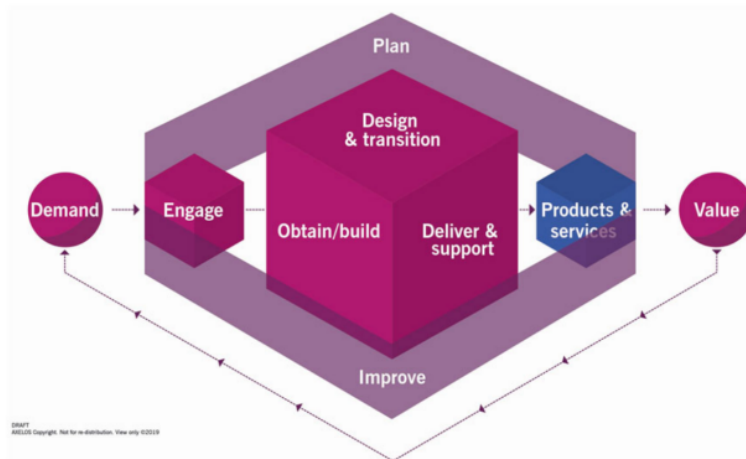 Plan
Design
& transition
Demand
Engage
Obtain/build
Deliver &
support
Products &
services
Value
Improve
DRAFT
AXELOS Copyright. Not for re-distribution. View only ©2019